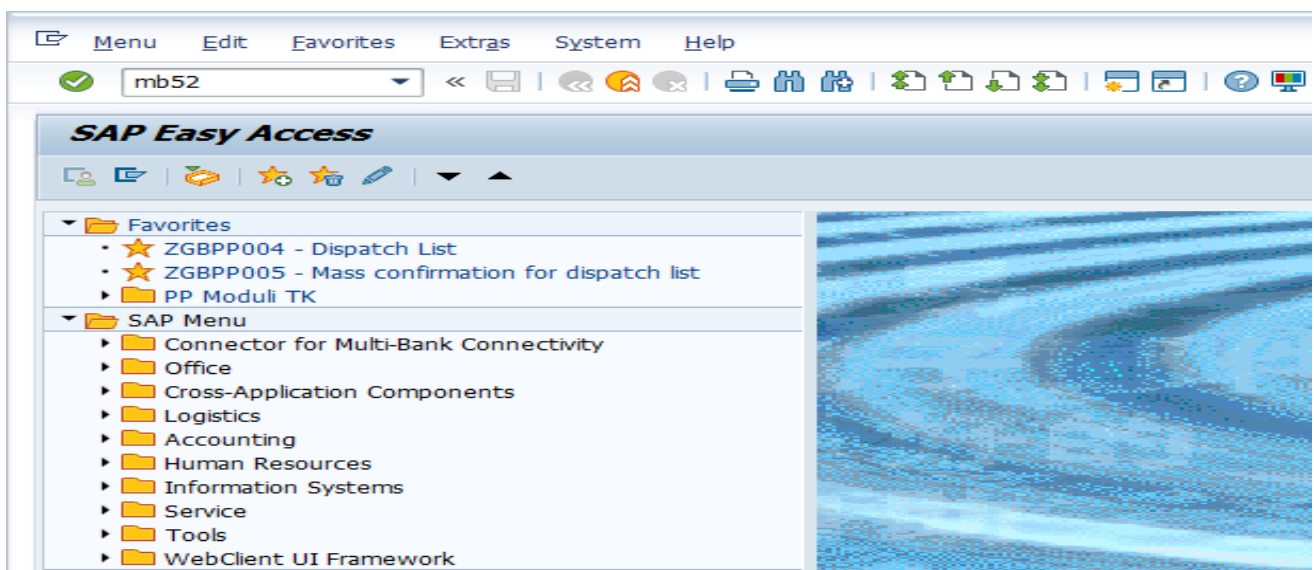 Menu Edit Favorites Extras System Help
mb52
SAP Easy Access
Favorites
ZGBPP004 - Dispatch List
ZGBPP005 - Mass confirmation for dispatch list
PP Moduli TK
SAP Menu
Connector for Multi-Bank Connectivity
Office
Cross-Application Components
Logistics
Accounting
Human Resources
Information Systems
Service
Tools
WebClient UI Framework